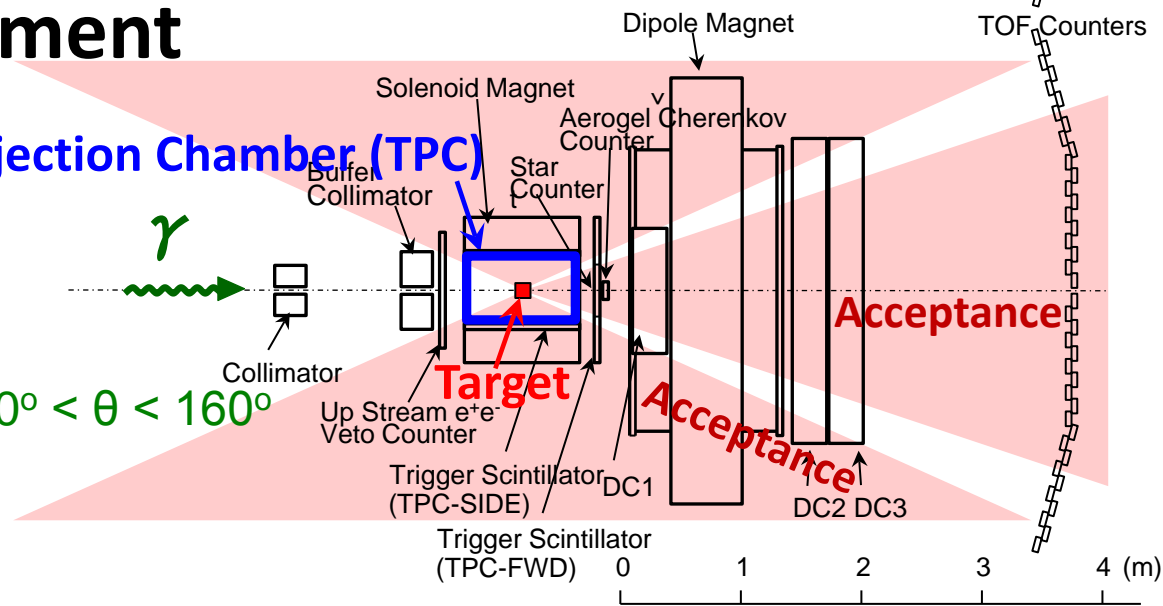 ment
Dipole Magnet
TOF Counters
Solenoid Magnet
v
Aerogel Cherenkov
Counter
jection Chamber (TPC)
Buffer
Collimator
Star
Counter
t
γ
Acceptance
Collimator
Target
0º < θ < 160º
Up Stream e⁺e⁻
Veto Counter
Acceptance
Trigger Scintillator
(TPC-SIDE)
DC1
DC2 DC3
Trigger Scintillator
(TPC-FWD)
0 1 2 3 4 (m)